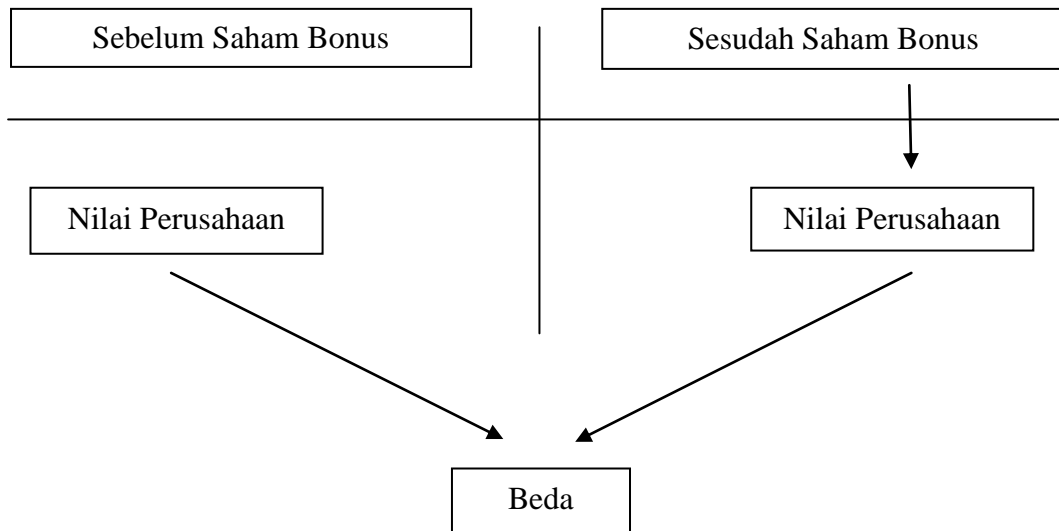 Sebelum Saham Bonus
Sesudah Saham Bonus
Nilai Perusahaan
Nilai Perusahaan
Beda